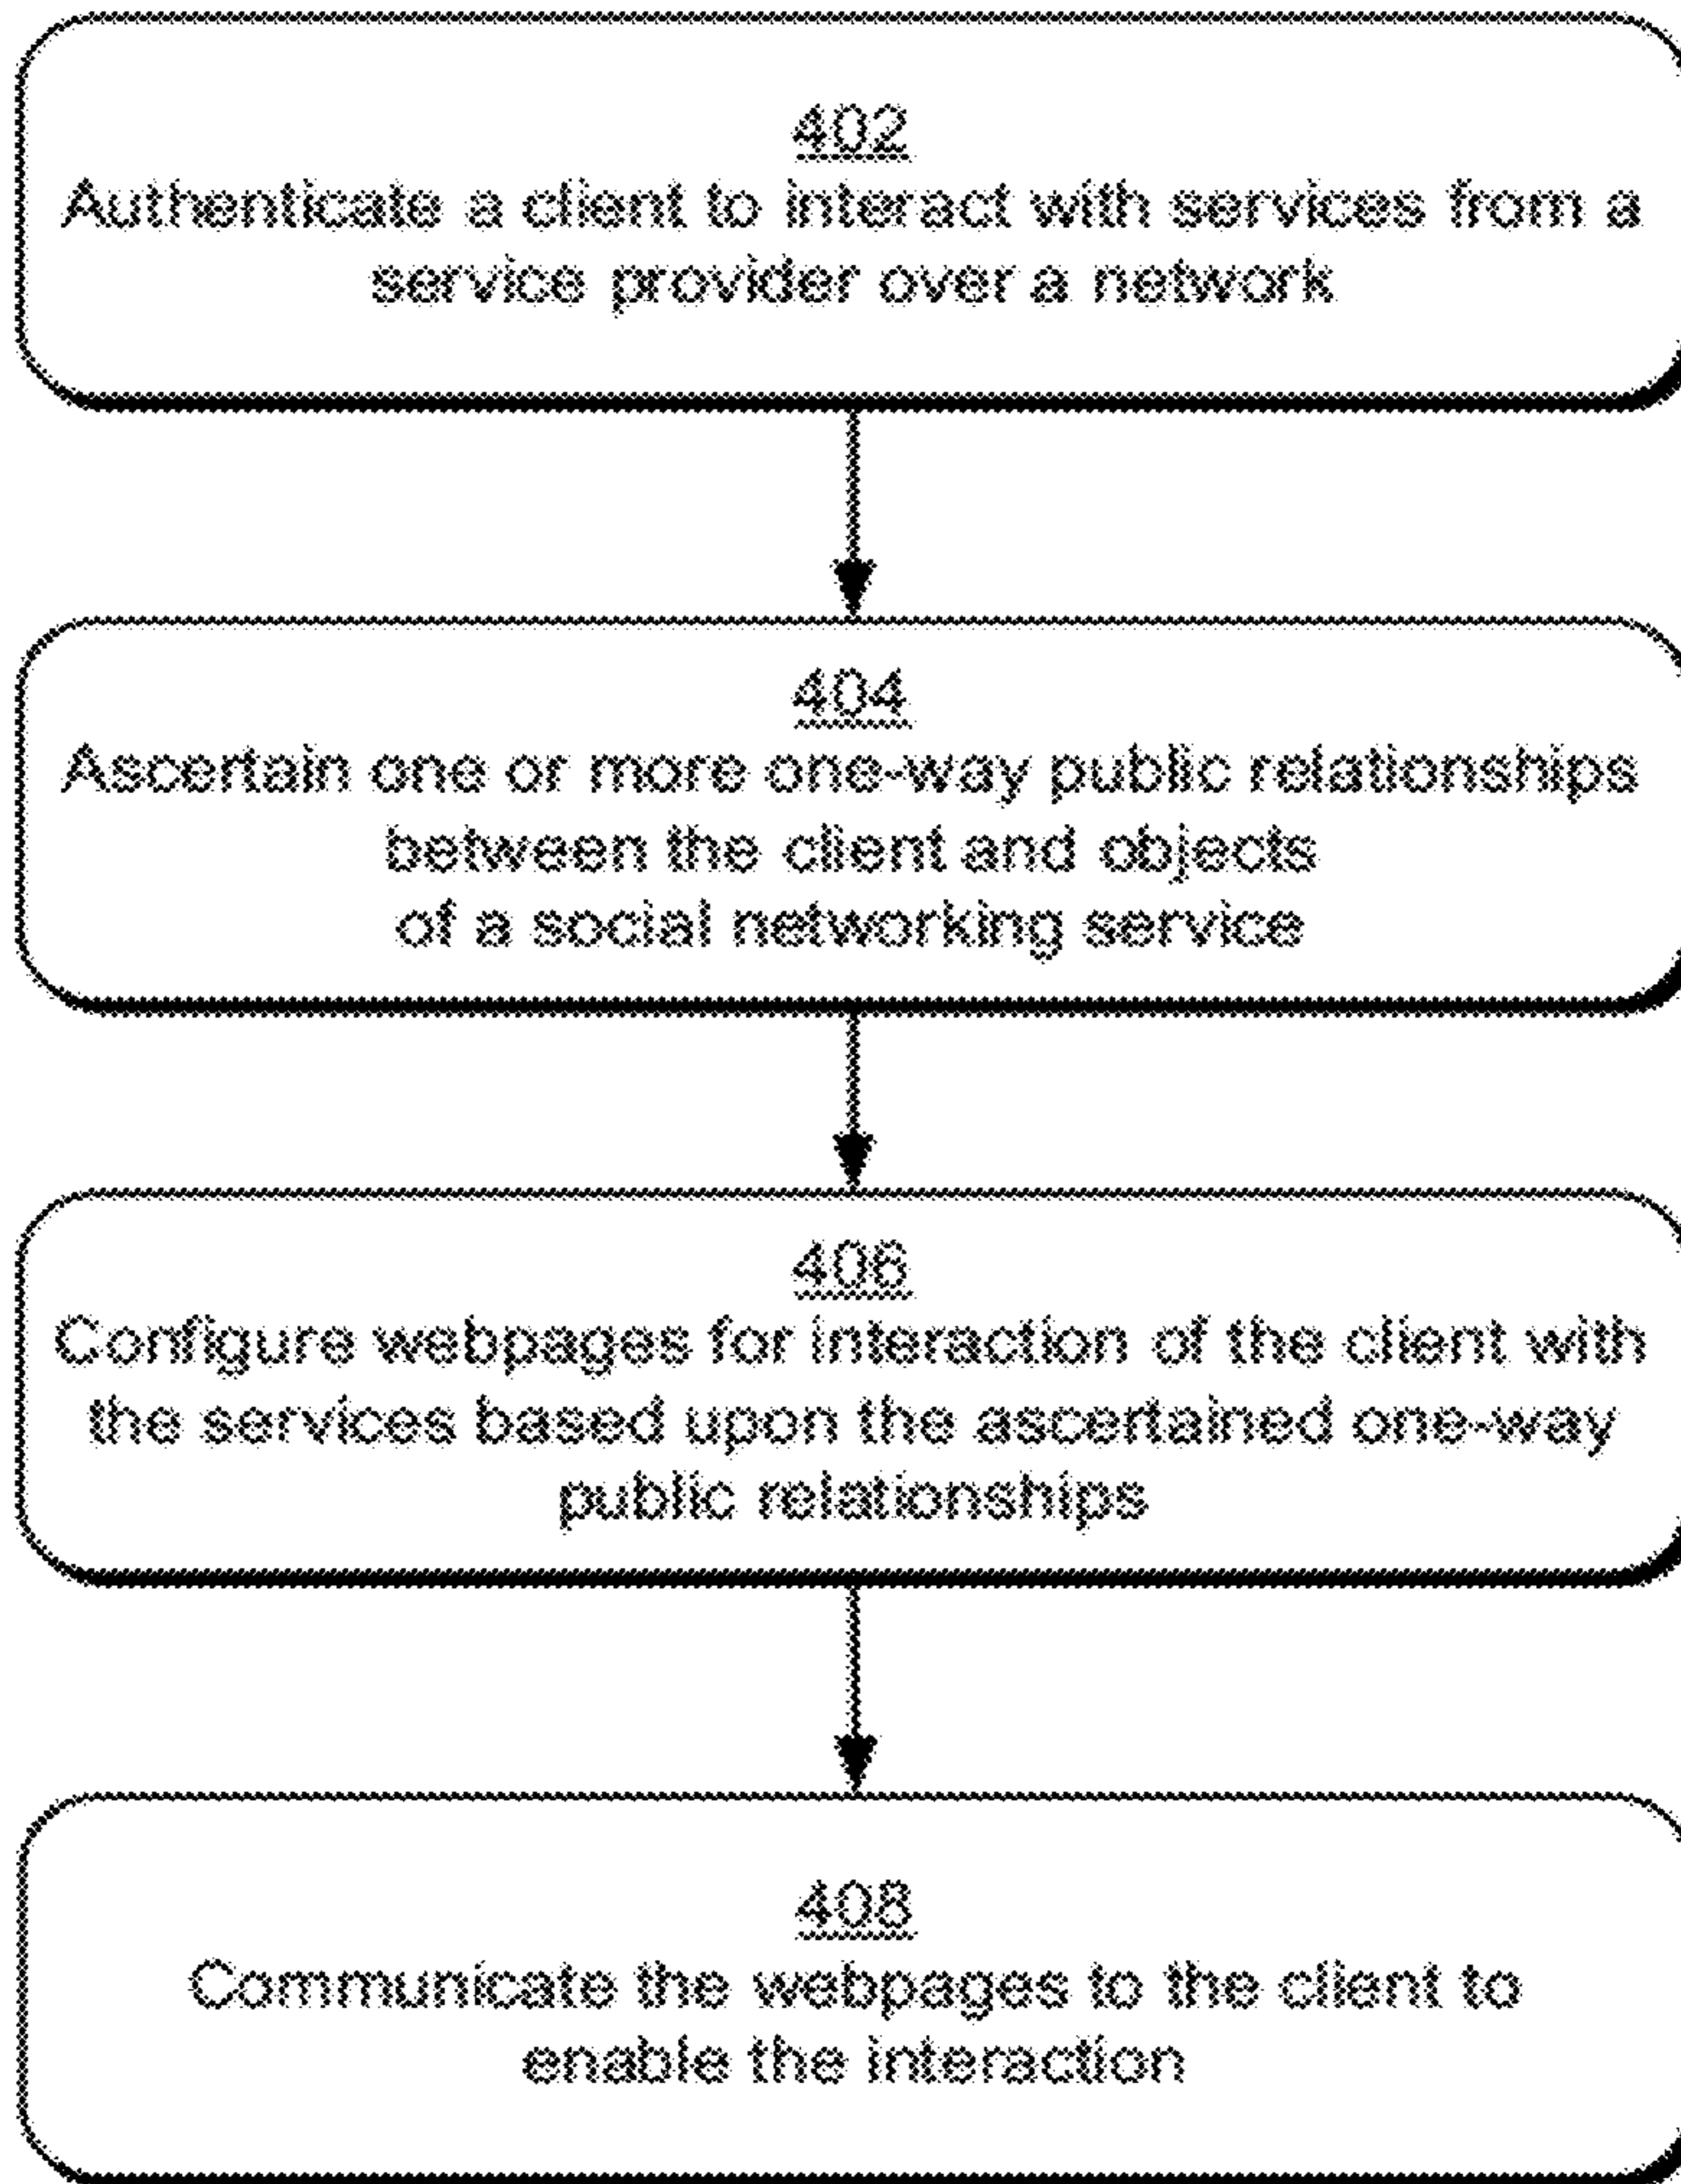 402
Authenticate a client to interact with services from a
service provider over a network
404
Ascertain one or more one-way public relationships
between the client and objects
of a social networking service
406
Configure webpages for interaction of the client with
the services based upon the ascertained one-way
public relationships
408
Communicate the webpages to the client to
enable the interaction